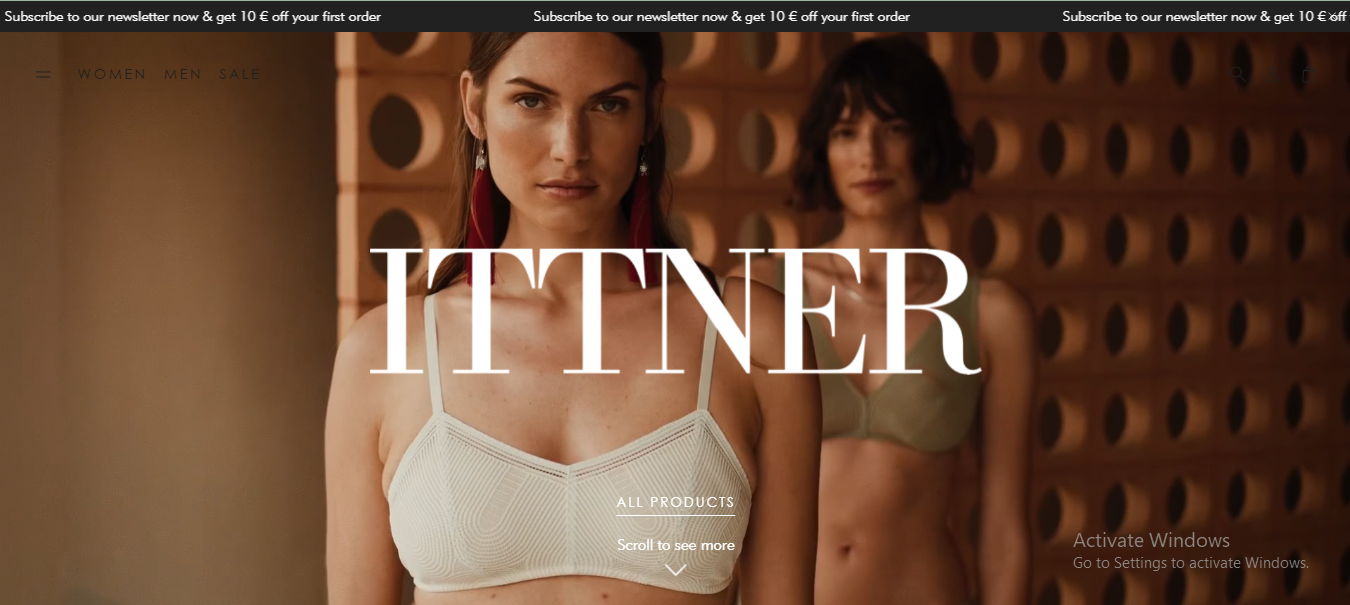 Subscribe to our newsletter now & get 10 € off your first order Subscribe to our newsletter now & get 10 € off your first order Subscribe to our newsletter now & get 10 € off
WOMEN MEN SALE
ITTNER
ALL PRODUCTS
Scroll to see more
Activate Windows
Go to Settings to activate Windows.